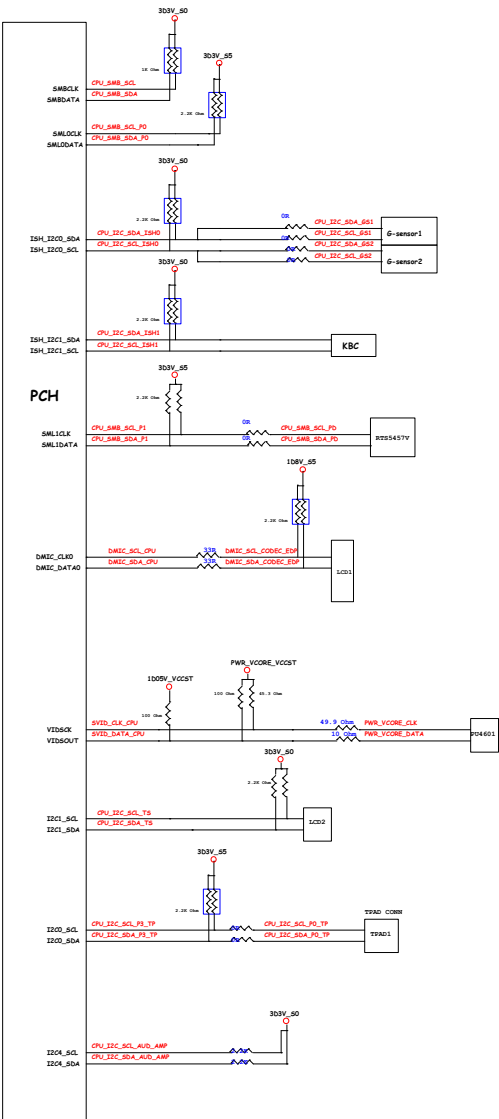 3D3V_S0
3D3V_S5
1K Ohm
SMBCLK
CPU_SMB_SCL
SMBDATA
CPU_SMB_SDA
2.2K Ohm
SML0CLK
CPU_SMB_SCL_P0
SML0DATA
CPU_SMB_SDA_P0
3D3V_S0
2.2K Ohm
0R
CPU_I2C_SDA_GS1
ISH_I2C0_SDA
CPU_I2C_SDA_ISH0
0R
CPU_I2C_SCL_GS1
G-sensor1
ISH_I2C0_SCL
CPU_I2C_SCL_ISH0
0R
CPU_I2C_SDA_GS2
0R
CPU_I2C_SCL_GS2
G-sensor2
3D3V_S0
2.2K Ohm
ISH_I2C1_SDA
CPU_I2C_SDA_ISH1
ISH_I2C1_SCL
CPU_I2C_SCL_ISH1
KBC
3D3V_S5
2.2K Ohm
PCH
SML1CLK
CPU_SMB_SCL_P1
0R
CPU_SMB_SCL_PD
SML1DATA
CPU_SMB_SDA_P1
0R
CPU_SMB_SDA_PD
RTS5457V
1D8V_S5
2.2K Ohm
DMIC_CLK0
DMIC_SCL_CPU
33R
DMIC_SCL_CODEC_EDP
DMIC_DATA0
DMIC_SDA_CPU
33R
DMIC_SDA_CODEC_EDP
LCD1
PWR_VCORE_VCCST
1D05V_VCCST
100 Ohm
45.3 Ohm
100 Ohm
VIDSCK
SVID_CLK_CPU
49.9 Ohm
PWR_VCORE_CLK
VIDSOUT
SVID_DATA_CPU
10 Ohm
PWR_VCORE_DATA
PU4601
3D3V_S0
2.2K Ohm
I2C1_SCL
CPU_I2C_SCL_TS
I2C1_SDA
CPU_I2C_SDA_TS
LCD2
3D3V_S5
2.2K Ohm
TPAD CONN
I2C0_SCL
CPU_I2C_SCL_P3_TP
0R
CPU_I2C_SCL_P0_TP
I2C0_SDA
CPU_I2C_SDA_P3_TP
0R
CPU_I2C_SDA_P0_TP
TPAD1
3D3V_S0
I2C4_SCL
CPU_I2C_SCL_AUD_AMP
I2C4_SDA
CPU_I2C_SDA_AUD_AMP